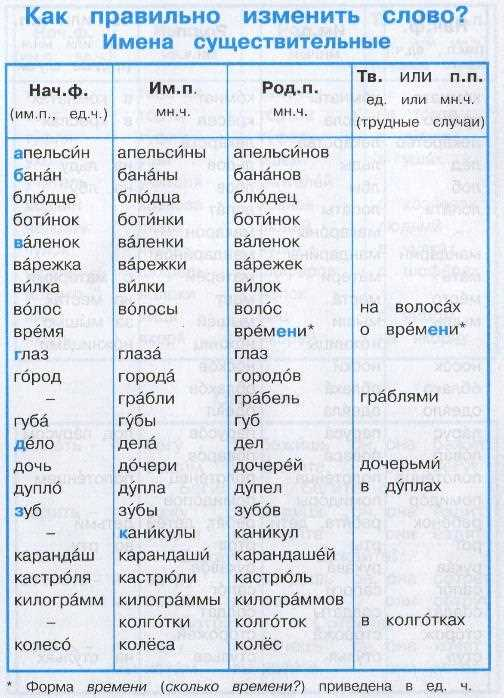 Как правильно изменить слово?
Имена существительные
Нач.ф. Им.п. Род.п. Тв. или п.п.
(им.п., ед.ч.) мн.ч. мн.ч. ед. или мн.ч.
(трудные случаи)
апельси́н апельси́ны апельси́нов
бана́н бана́ны бана́нов
блю́дце блю́дца блю́дец
боти́нок боти́нки боти́нок
ва́ленок ва́ленки ва́ленок
ва́режка ва́режки ва́режек
ви́лка ви́лки ви́лок
во́лос во́лосы воло́с на волоса́х
вре́мя вре́мени* о вре́мени*
глаз глаза́ глаз
го́род города́ городо́в
– гра́бли гра́бель гра́блями
губа́ гу́бы губ
де́ло дела́ дел
дочь до́чери дочере́й дочерьми́
дупло́ ду́пла ду́пел в ду́плах
зуб зу́бы зубо́в
– кани́кулы кани́кул
каранда́ш карандаши́ карандаше́й
кастрю́ля кастрю́ли кастрю́ль
килогра́мм килогра́ммы килогра́ммов
– колго́тки колго́ток в колго́тках
колесо́ колёса колёс
* Форма времени (сколько времени?) приведена в ед. ч.